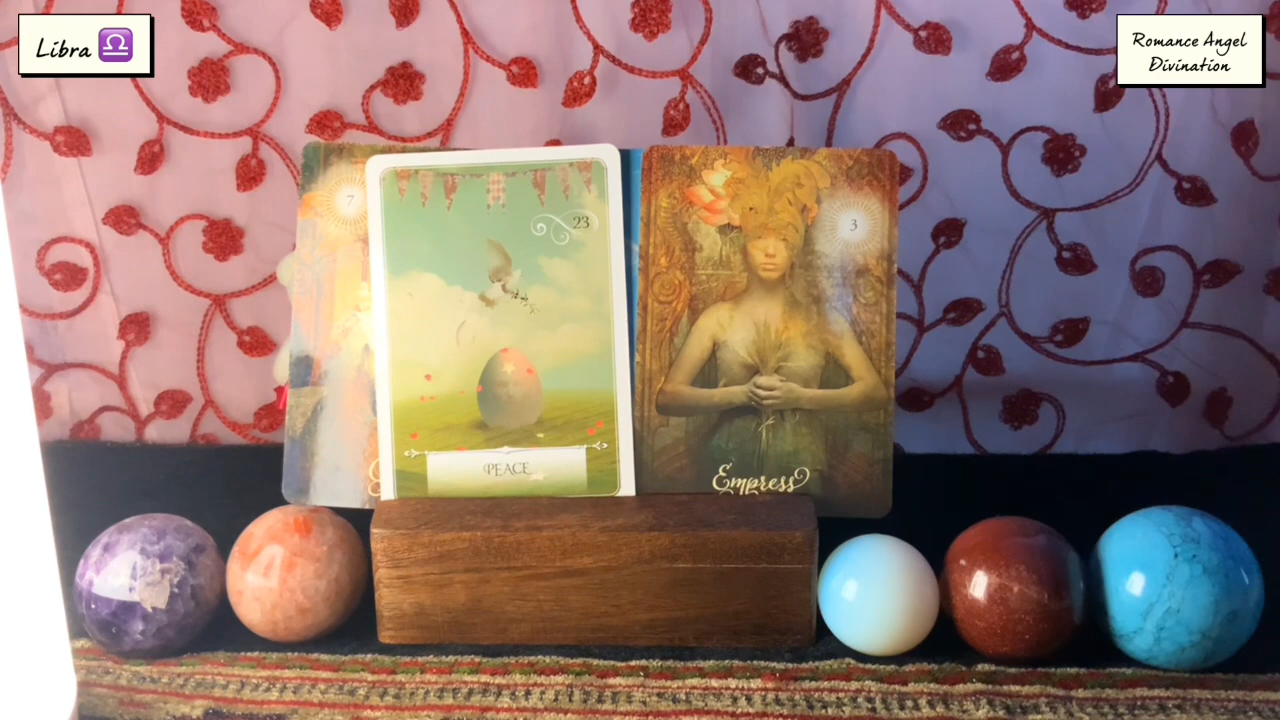 Libra ♎
Romance Angel
Divination
7
23
3
PEACE
Empress